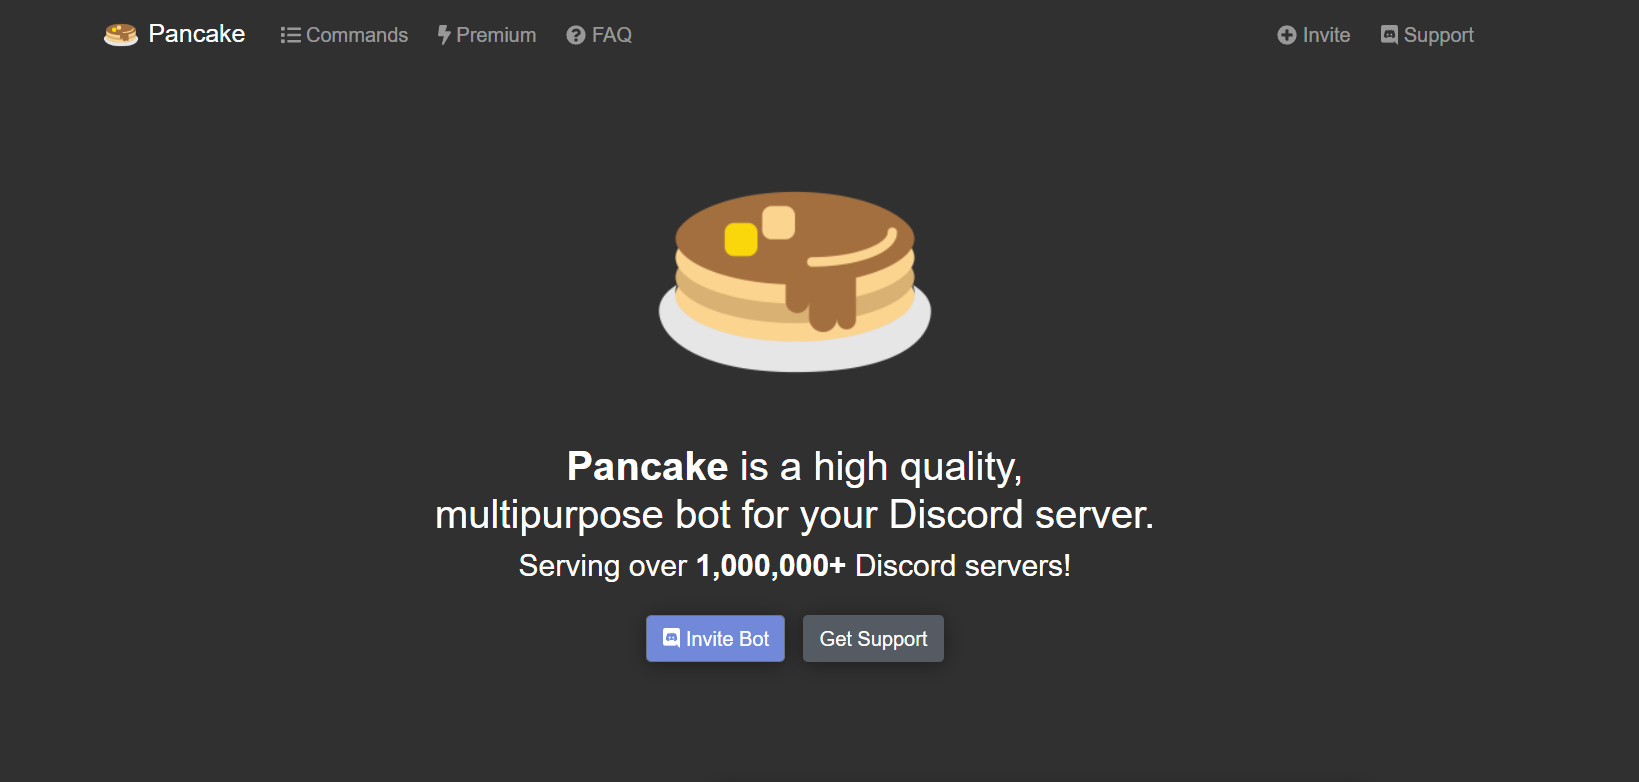 Pancake Commands Premium FAQ Invite Support
Pancake is a high quality,
multipurpose bot for your Discord server.
Serving over 1,000,000+ Discord servers!
Invite Bot Get Support